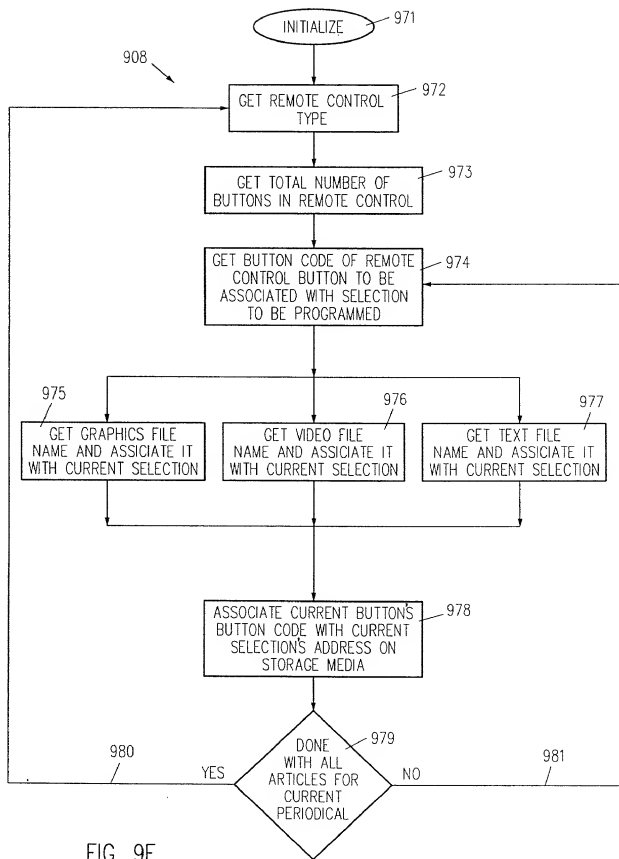 INITIALIZE
971
908
GET REMOTE CONTROL
TYPE
972
GET TOTAL NUMBER OF
BUTTONS IN REMOTE CONTROL
973
GET BUTTON CODE OF REMOTE
CONTROL BUTTON TO BE
ASSOCIATED WITH SELECTION
TO BE PROGRAMMED
974
975
GET GRAPHICS FILE
NAME AND ASSICIATE IT
WITH CURRENT SELECTION
976
GET VIDEO FILE
NAME AND ASSICIATE IT
WITH CURRENT SELECTION
977
GET TEXT FILE
NAME AND ASSICIATE IT
WITH CURRENT SELECTION
ASSOCIATE CURRENT BUTTON'S
BUTTON CODE WITH CURRENT
SELECTION'S ADDRESS ON
STORAGE MEDIA
978
DONE
WITH ALL
ARTICLES FOR
CURRENT
PERIODICAL
979
980
YES
NO
981
FIG. 9F